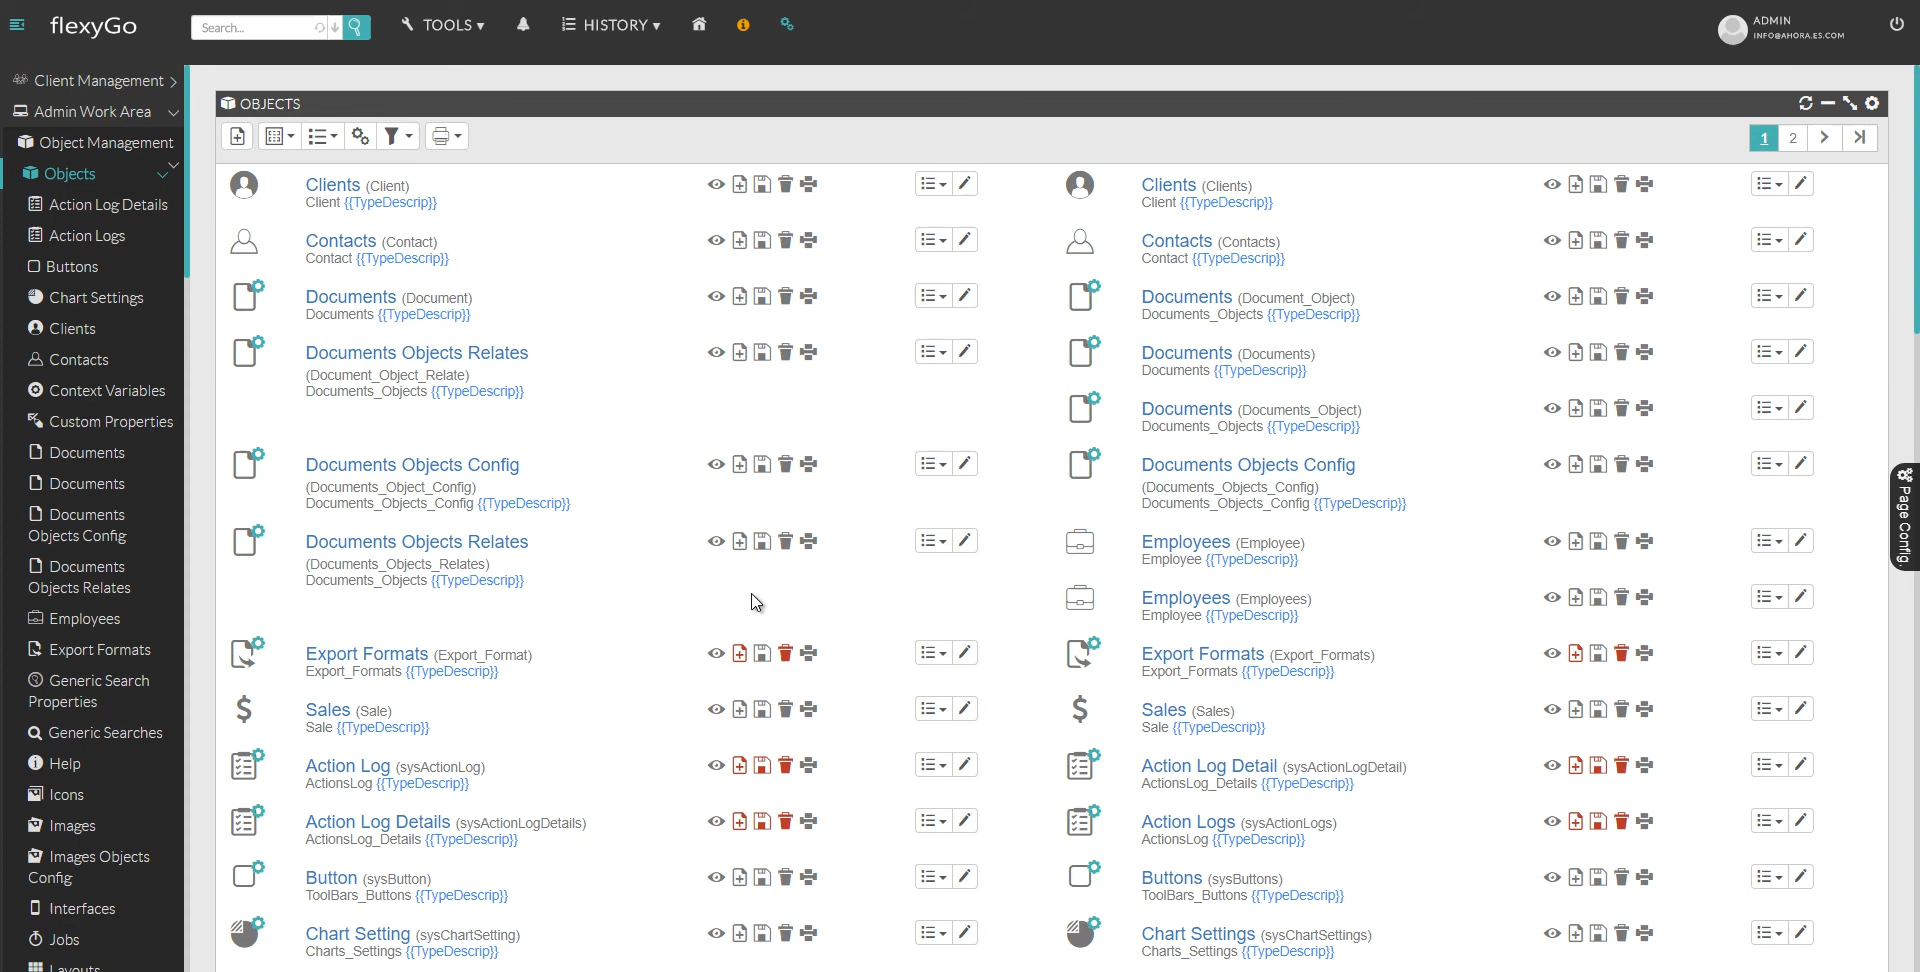 flexyGo
Search...
TOOLS
HISTORY
ADMIN
INFO@AHORA.ES.COM
Client Management
Admin Work Area
Object Management
Objects
Action Log Details
Action Logs
Buttons
Chart Settings
Clients
Contacts
Context Variables
Custom Properties
Documents
Documents
Documents
Objects Config
Documents
Objects Relates
Employees
Export Formats
Generic Search
Properties
Generic Searches
Help
Icons
Images
Images Objects
Config
Interfaces
Jobs
Layouts
OBJECTS
1
2
Clients (Client)
Client {{TypeDescrip}}
Clients (Clients)
Client {{TypeDescrip}}
Contacts (Contact)
Contact {{TypeDescrip}}
Contacts (Contacts)
Contact {{TypeDescrip}}
Documents (Document)
Documents {{TypeDescrip}}
Documents (Document_Object)
Documents_Objects {{TypeDescrip}}
Documents Objects Relates
(Document_Object_Relate)
Documents_Objects {{TypeDescrip}}
Documents (Documents)
Documents {{TypeDescrip}}
Documents (Documents_Object)
Documents_Objects {{TypeDescrip}}
Documents Objects Config
(Documents_Object_Config)
Documents_Objects_Config {{TypeDescrip}}
Documents Objects Config
(Documents_Objects_Config)
Documents_Objects_Config {{TypeDescrip}}
Documents Objects Relates
(Documents_Objects_Relates)
Documents_Objects {{TypeDescrip}}
Employees (Employee)
Employee {{TypeDescrip}}
Employees (Employees)
Employee {{TypeDescrip}}
Export Formats (Export_Format)
Export_Formats {{TypeDescrip}}
Export Formats (Export_Formats)
Export_Formats {{TypeDescrip}}
Sales (Sale)
Sale {{TypeDescrip}}
Sales (Sales)
Sale {{TypeDescrip}}
Action Log (sysActionLog)
ActionsLog {{TypeDescrip}}
Action Log Detail (sysActionLogDetail)
ActionsLog_Details {{TypeDescrip}}
Action Log Details (sysActionLogDetails)
ActionsLog_Details {{TypeDescrip}}
Action Logs (sysActionLogs)
ActionsLog {{TypeDescrip}}
Button (sysButton)
ToolBars_Buttons {{TypeDescrip}}
Buttons (sysButtons)
ToolBars_Buttons {{TypeDescrip}}
Chart Setting (sysChartSetting)
Charts_Settings {{TypeDescrip}}
Chart Settings (sysChartSettings)
Charts_Settings {{TypeDescrip}}
Page Config.